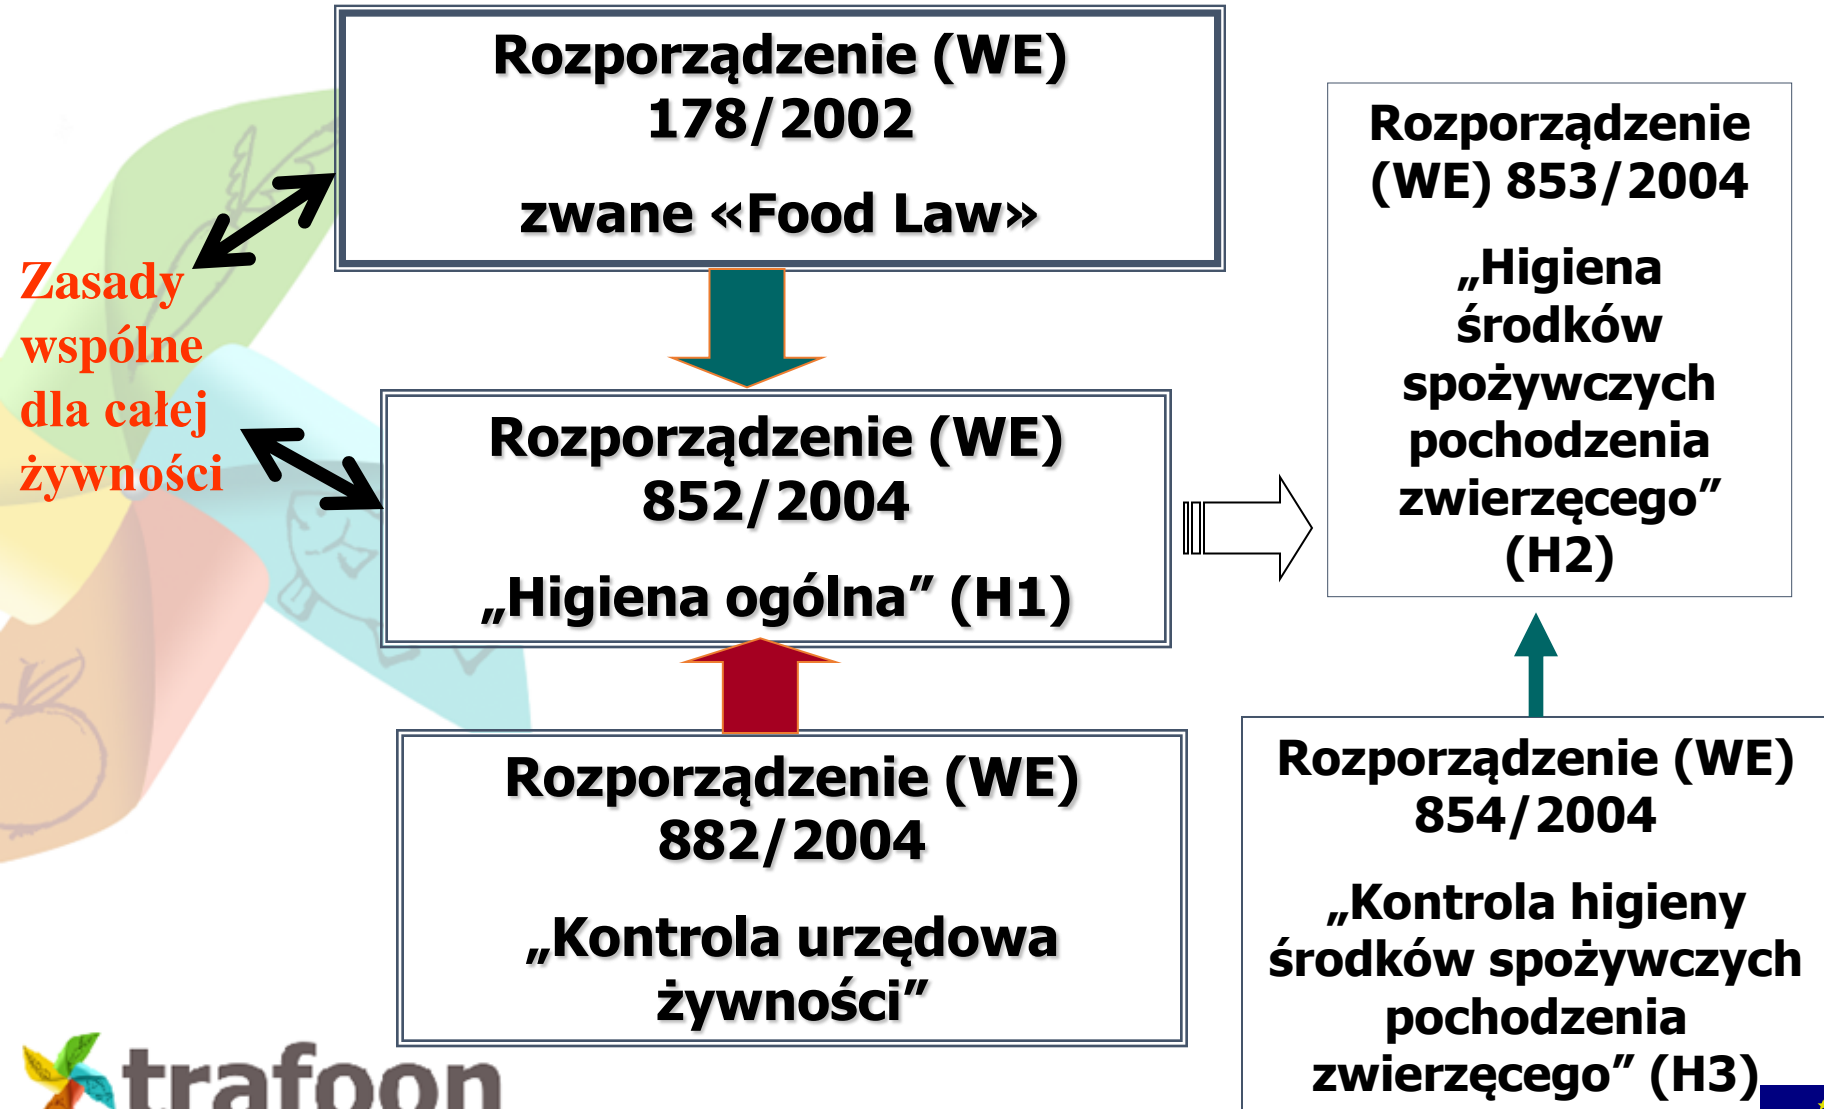 Rozporządzenie (WE)
178/2002
zwane «Food Law»
Zasady
wspólne
dla całej
żywności
Rozporządzenie (WE)
852/2004
„Higiena ogólna” (H1)
Rozporządzenie (WE)
882/2004
„Kontrola urzędowa
żywności”
Rozporządzenie
(WE) 853/2004
„Higiena
środków
spożywczych
pochodzenia
zwierzęcego”
(H2)
Rozporządzenie (WE)
854/2004
„Kontrola higieny
środków spożywczych
pochodzenia
zwierzęcego” (H3)
trafoon